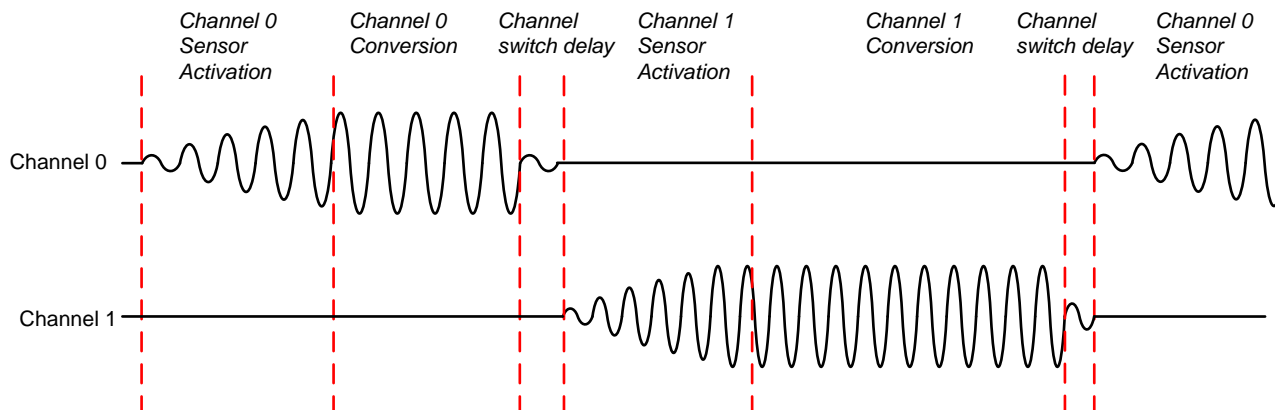 Channel 0
Sensor
Activation
Channel 0
Conversion
Channel
switch delay
Channel 1
Sensor
Activation
Channel 1
Conversion
Channel
switch delay
Channel 0
Sensor
Activation
Channel 0
Channel 1